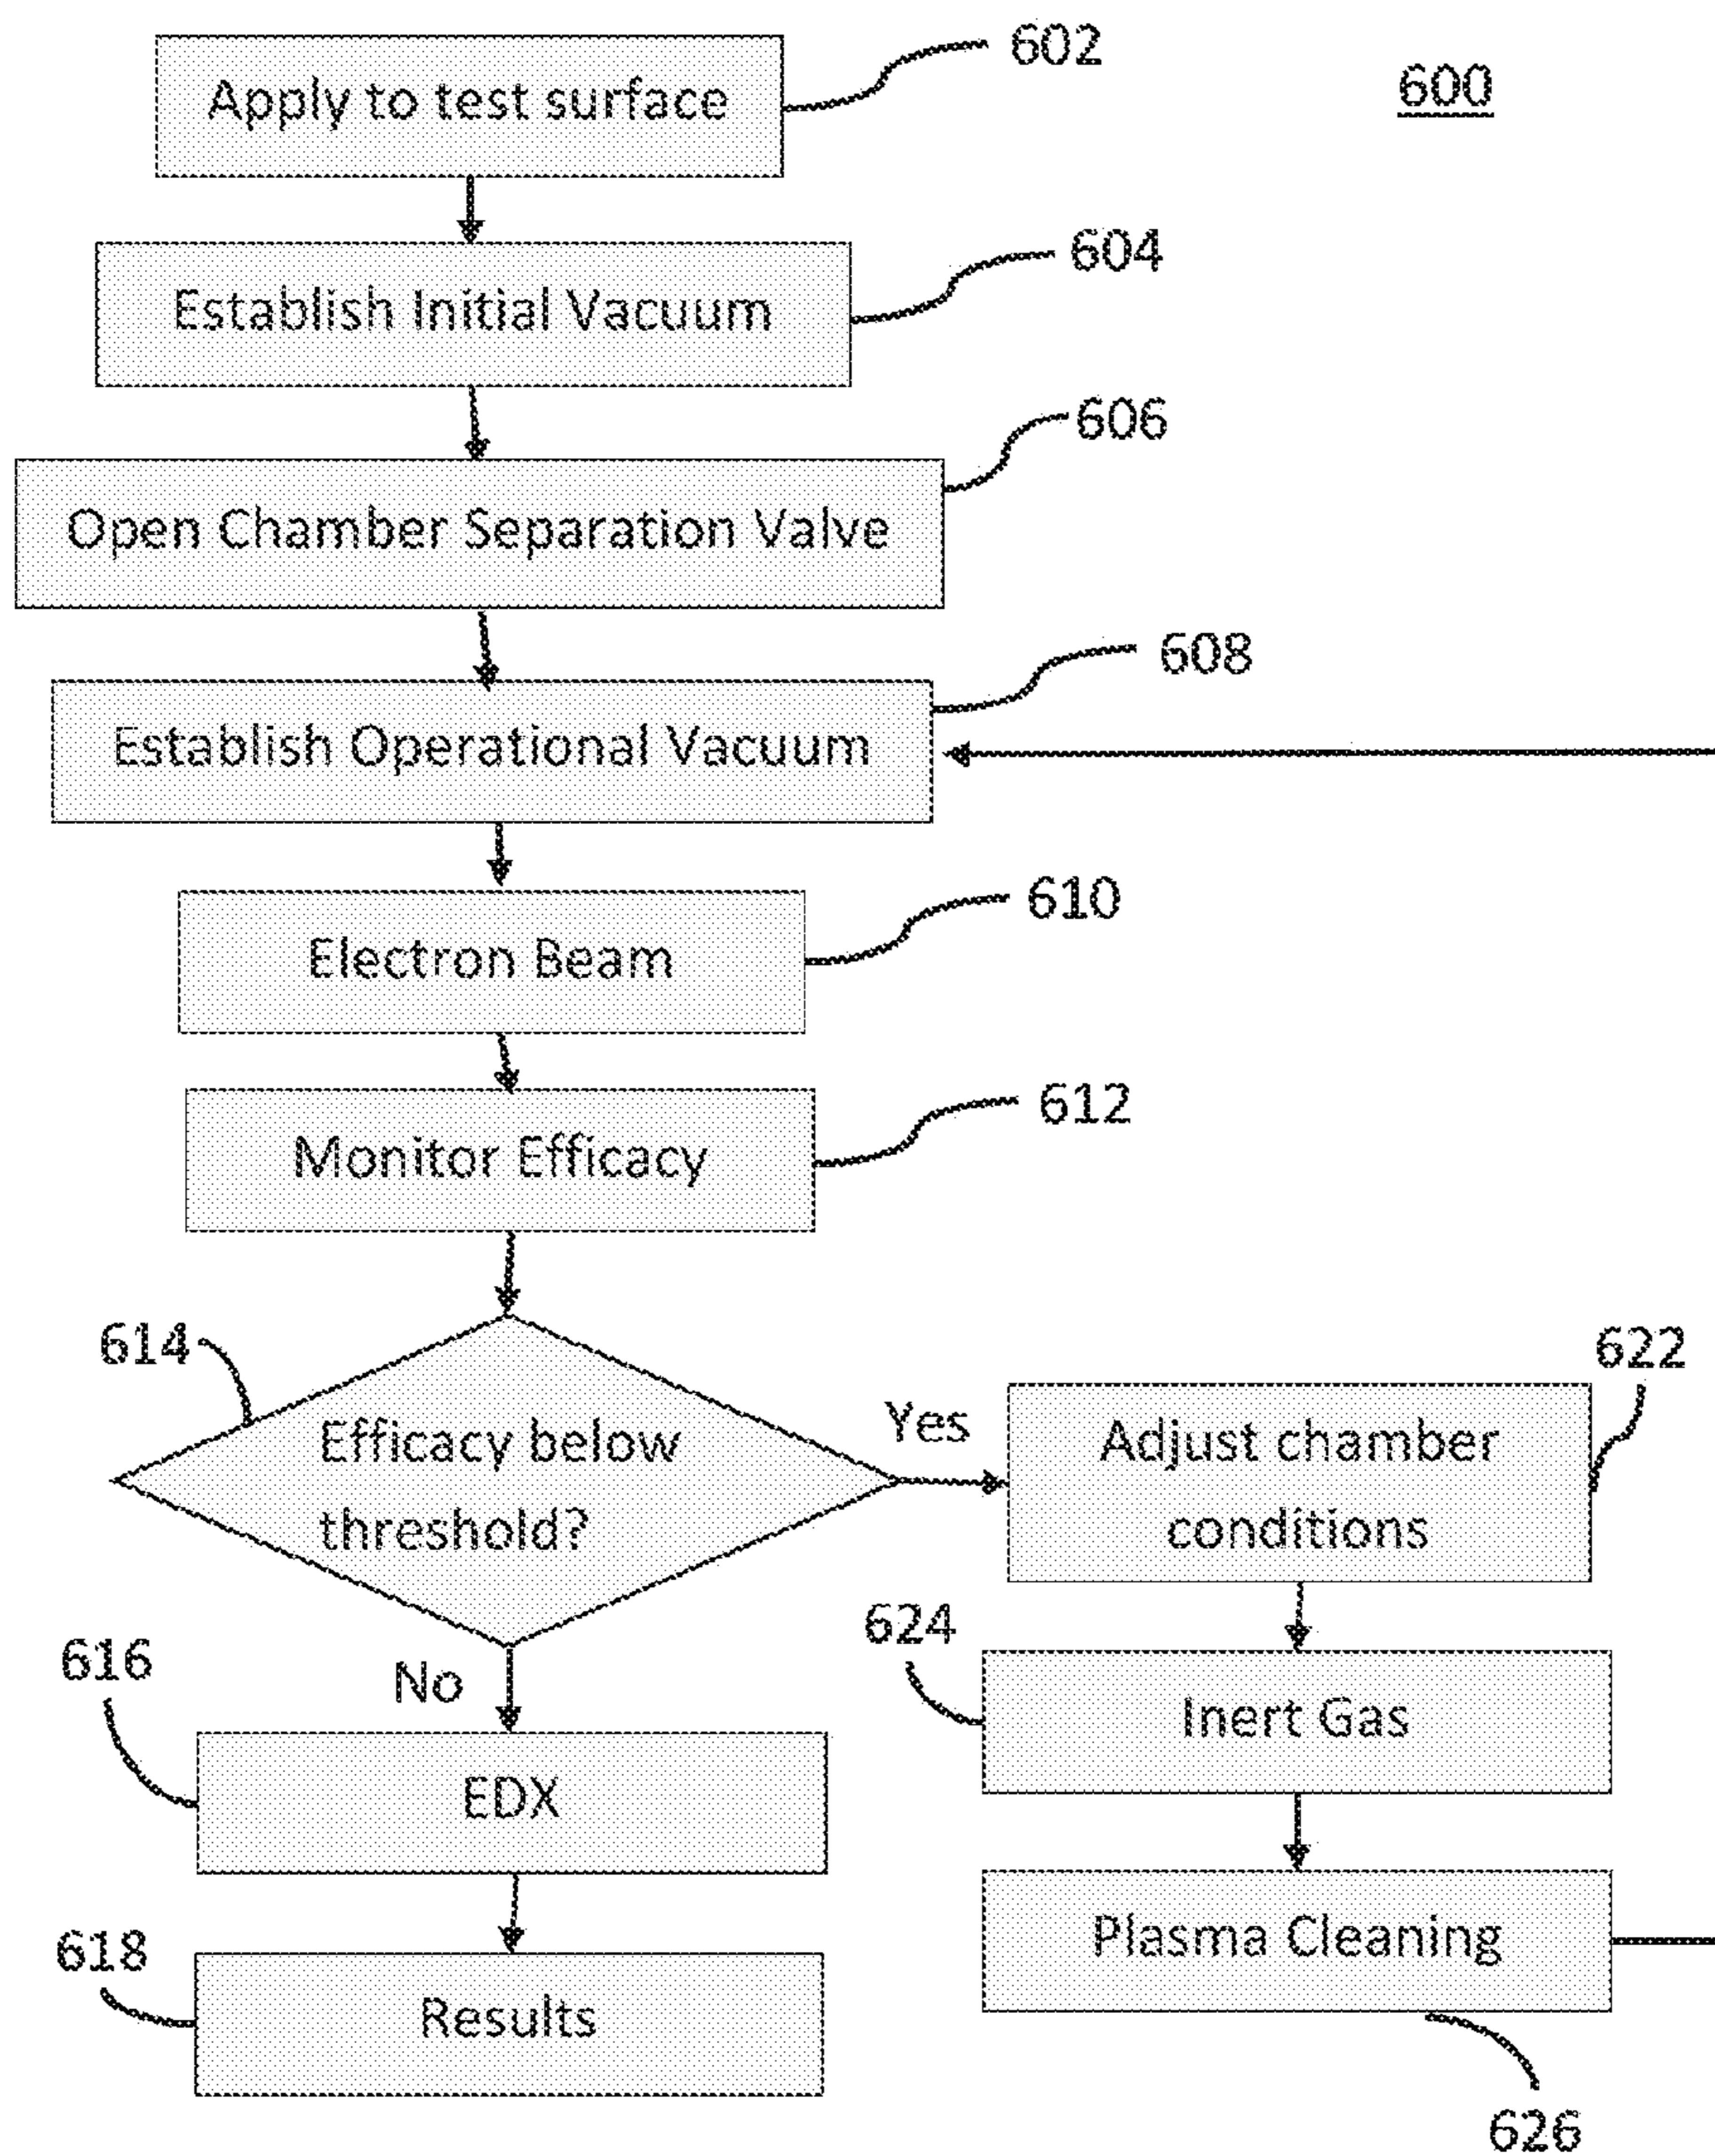 602
600
Apply to test surface
604
Establish Initial Vacuum
606
Open Chamber Separation Valve
608
Establish Operational Vacuum
610
Electron Beam
612
Monitor Efficacy
614
Efficacy below
threshold?
Yes
622
Adjust chamber
conditions
624
Inert Gas
Plasma Cleaning
626
No
616
EDX
618
Results